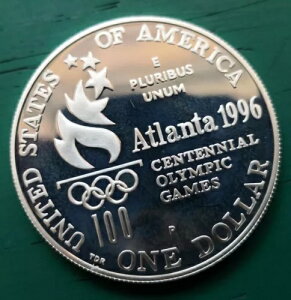 UNITED STATES OF AMERICA
E
PLURIBUS
UNUM
Atlanta 1996
CENTENNIAL
OLYMPIC
GAMES
100
P
TDR
ONE DOLLAR